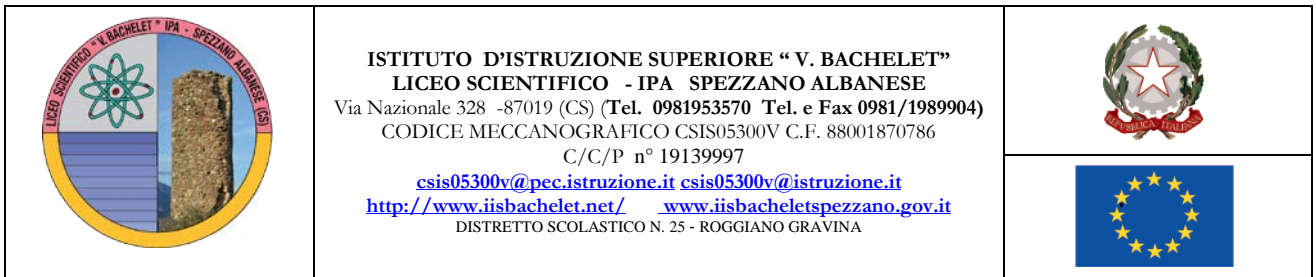 LICEO SCIENTIFICO "V. BACHELET" IPA - SPEZZANO ALBANESE (CS)
ISTITUTO D'ISTRUZIONE SUPERIORE “ V. BACHELET”
LICEO SCIENTIFICO - IPA SPEZZANO ALBANESE
Via Nazionale 328 -87019 (CS) (Tel. 0981953570 Tel. e Fax 0981/1989904)
CODICE MECCANOGRAFICO CSIS05300V C.F. 88001870786
C/C/P n° 19139997
csis05300v@pec.istruzione.it csis05300v@istruzione.it
http://www.iisbachelet.net/ www.iisbacheletspezzano.gov.it
DISTRETTO SCOLASTICO N. 25 - ROGGIANO GRAVINA
REPVBBLICA ITALIANA